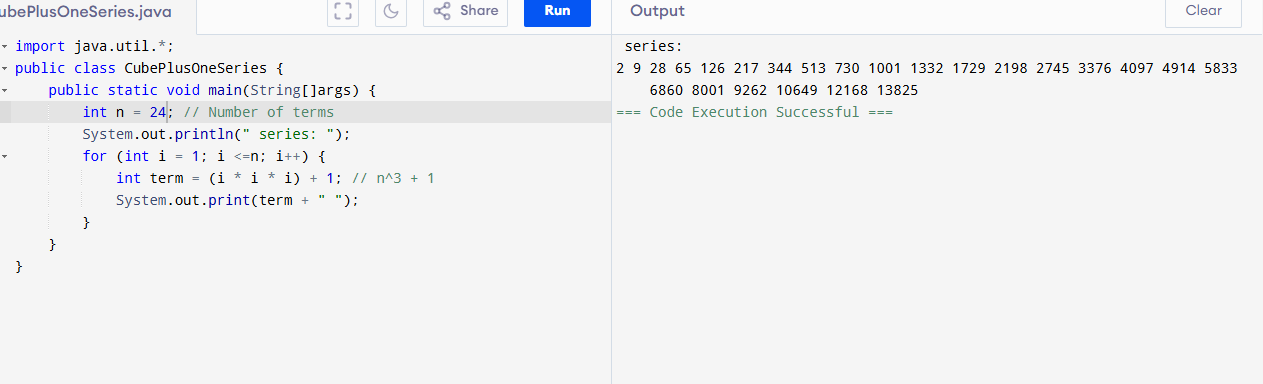 ubePlusOneSeries.java
Share
Run
Output
Clear
import java.util.*;
public class CubePlusOneSeries {
public static void main(String[]args) {
int n = 24; // Number of terms
System.out.println(" series: ");
for (int i = 1; i <=n; i++) {
int term = (i * i * i) + 1; // n^3 + 1
System.out.print(term + " ");
}
}
}
series:
2 9 28 65 126 217 344 513 730 1001 1332 1729 2198 2745 3376 4097 4914 5833
6860 8001 9262 10649 12168 13825
=== Code Execution Successful ===